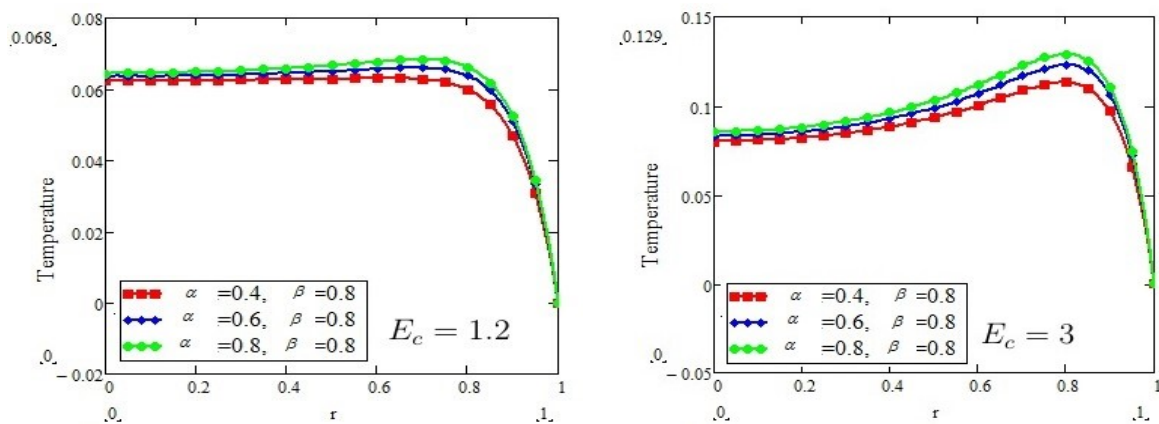 0.068
Temperature
0.08
0.06
0.04
0.02
0
−0.02
0
α =0.4, β =0.8
α =0.6, β =0.8
α =0.8, β =0.8
E_c = 1.2
0 0.2 0.4 0.6 0.8 1
0 r 1
0.129
Temperature
0.15
0.1
0.05
0
−0.05
0
α =0.4, β =0.8
α =0.6, β =0.8
α =0.8, β =0.8
E_c = 3
0 0.2 0.4 0.6 0.8 1
0 r 1